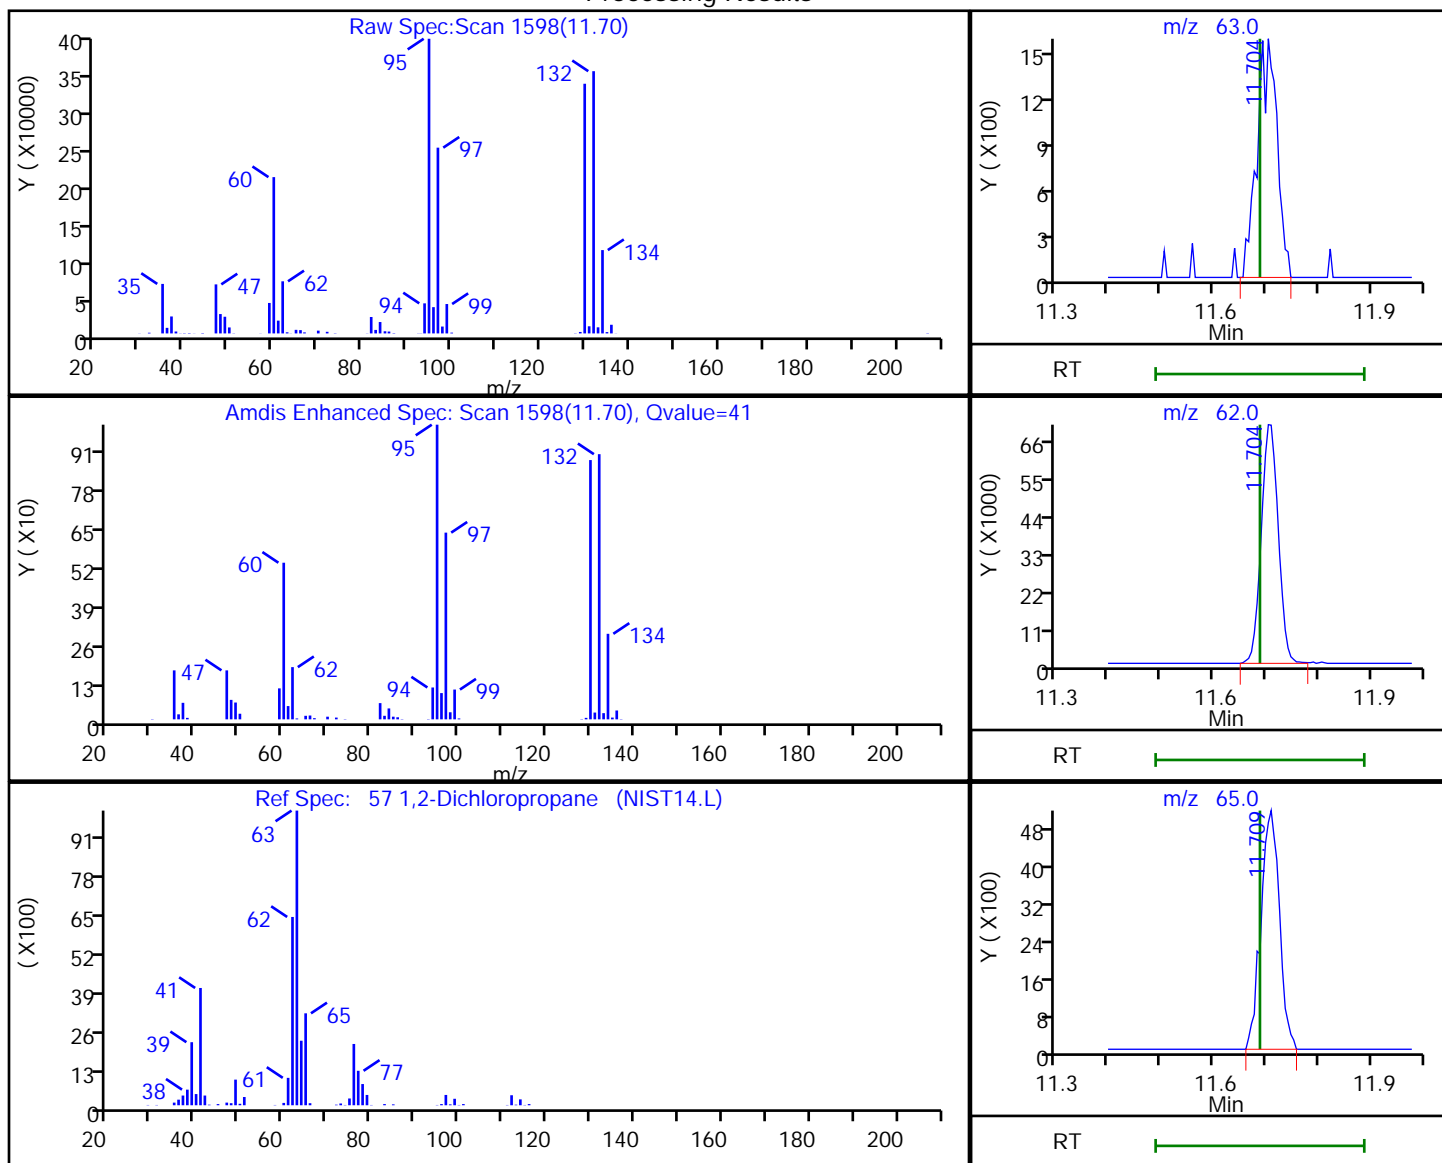 Raw Spec:Scan 1598(11.70)
Y ( X10000)
40
35
30
25
20
15
10
5
0
95
132
97
60
134
35
47
62
94
99
20 40 60 80 100 120 140 160 180 200
m/z
m/z 63.0
Y ( X100)
15
12
9
6
3
0
11.704
11.3 11.6 11.9
Min
RT
Amdis Enhanced Spec: Scan 1598(11.70), Qvalue=41
Y ( X10)
91
78
65
52
39
26
13
0
95
132
97
60
134
47
62
94
99
20 40 60 80 100 120 140 160 180 200
m/z
m/z 62.0
Y ( X1000)
66
55
44
33
22
11
0
11.704
11.3 11.6 11.9
Min
RT
Ref Spec: 57 1,2-Dichloropropane (NIST14.L)
( X100)
91
78
65
52
39
26
13
0
63
62
41
65
39
61
77
38
20 40 60 80 100 120 140 160 180 200
m/z 65.0
Y ( X100)
48
40
32
24
16
8
0
11.709
11.3 11.6 11.9
Min
RT